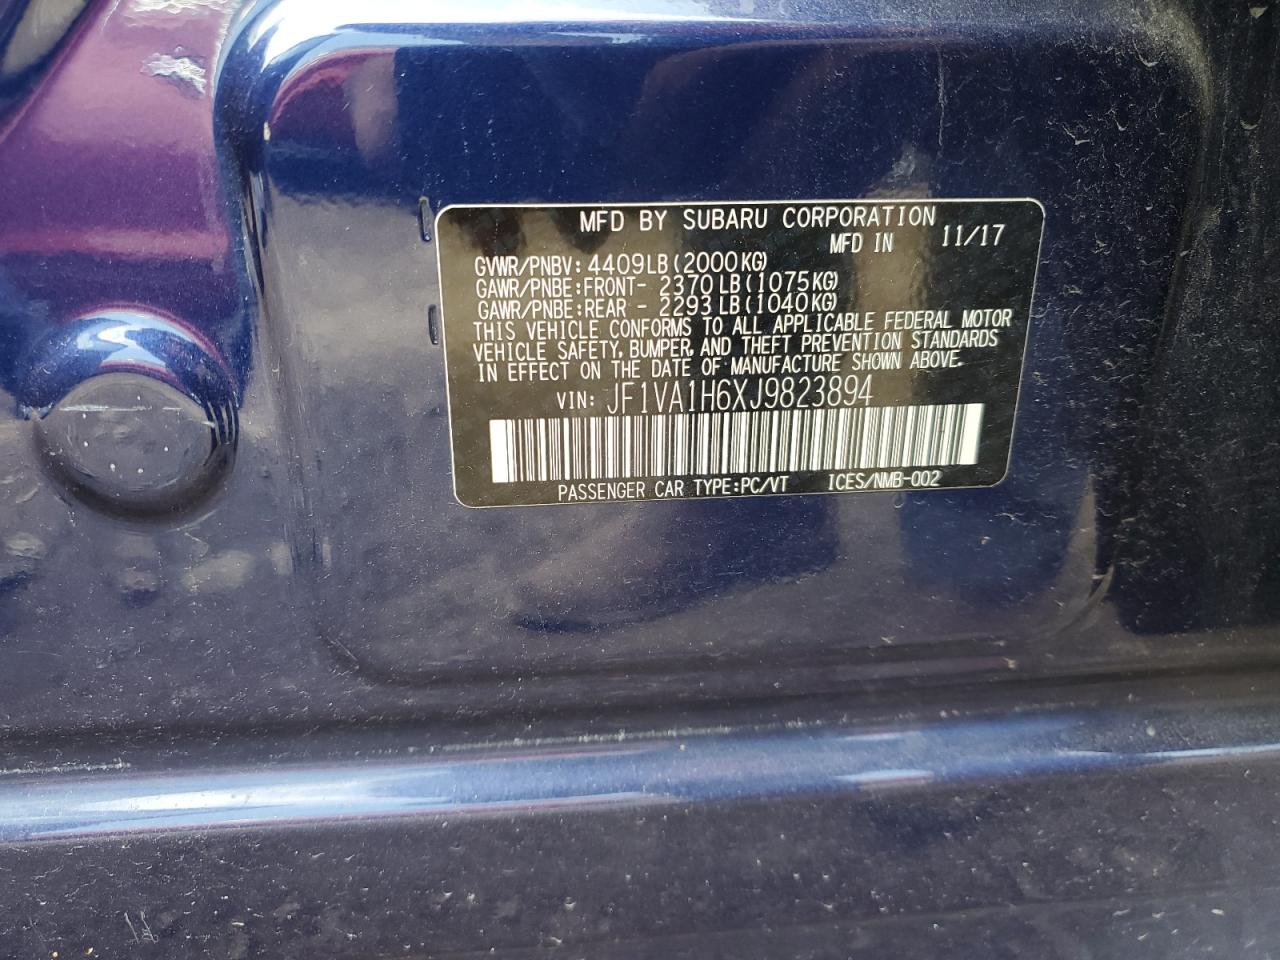 MFD BY SUBARU CORPORATION
MFD IN 11/17
GVWR/PNBV: 4409LB(2000KG)
GAWR/PNBE:FRONT- 2370LB(1075KG)
GAWR/PNBE:REAR - 2293LB(1040KG)
THIS VEHICLE CONFORMS TO ALL APPLICABLE FEDERAL MOTOR
VEHICLE SAFETY, BUMPER, AND THEFT PREVENTION STANDARDS
IN EFFECT ON THE DATE OF MANUFACTURE SHOWN ABOVE.
VIN: JF1VA1H6XJ9823894
PASSENGER CAR TYPE:PC/VT ICES/NMB-002